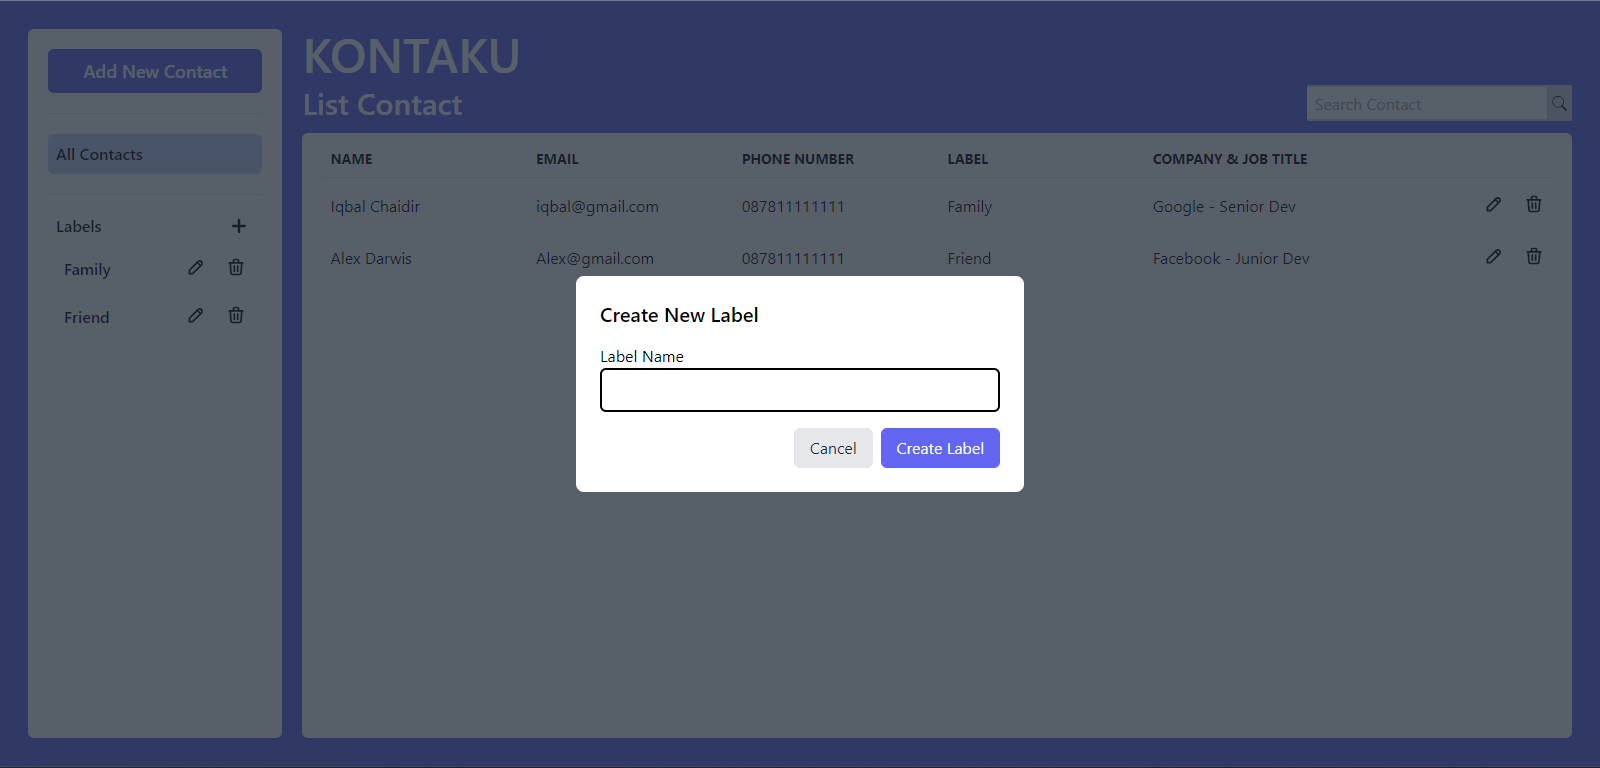 Add New Contact
All Contacts
Labels
Family
Friend
KONTAKU
List Contact
Search Contact
NAME EMAIL PHONE NUMBER LABEL COMPANY & JOB TITLE
Iqbal Chaidir iqbal@gmail.com 087811111111 Family Google - Senior Dev
Alex Darwis Alex@gmail.com 087811111111 Friend Facebook - Junior Dev
Create New Label
Label Name
Cancel Create Label